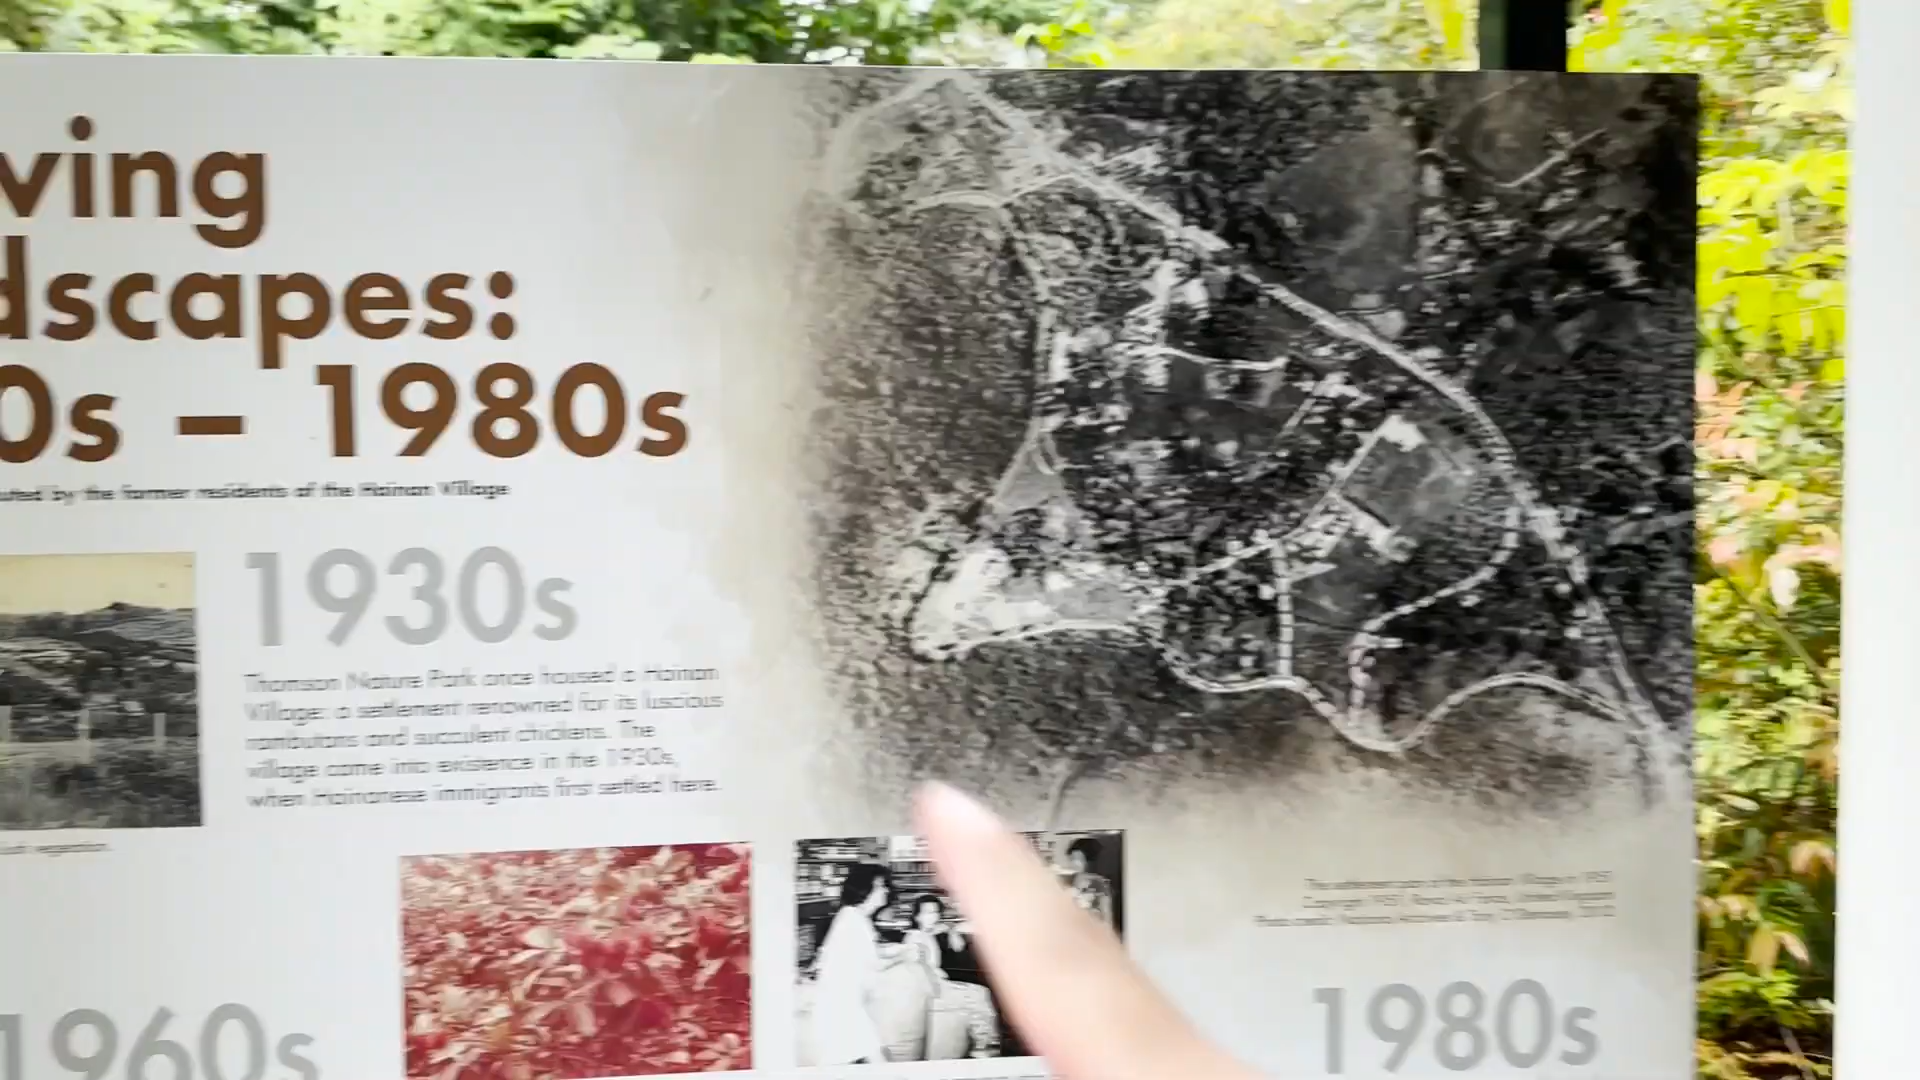 ving
dscapes:
0s – 1980s
uted by the former residents of the Hainan Village
1930s
Thomson Nature Park once housed a Hainan
Village: a settlement renowned for its luscious
rambutans and succulent chickens. The
village came into existence in the 1930s,
when Hainanese immigrants first settled here.
vegetation.
1960s
1980s